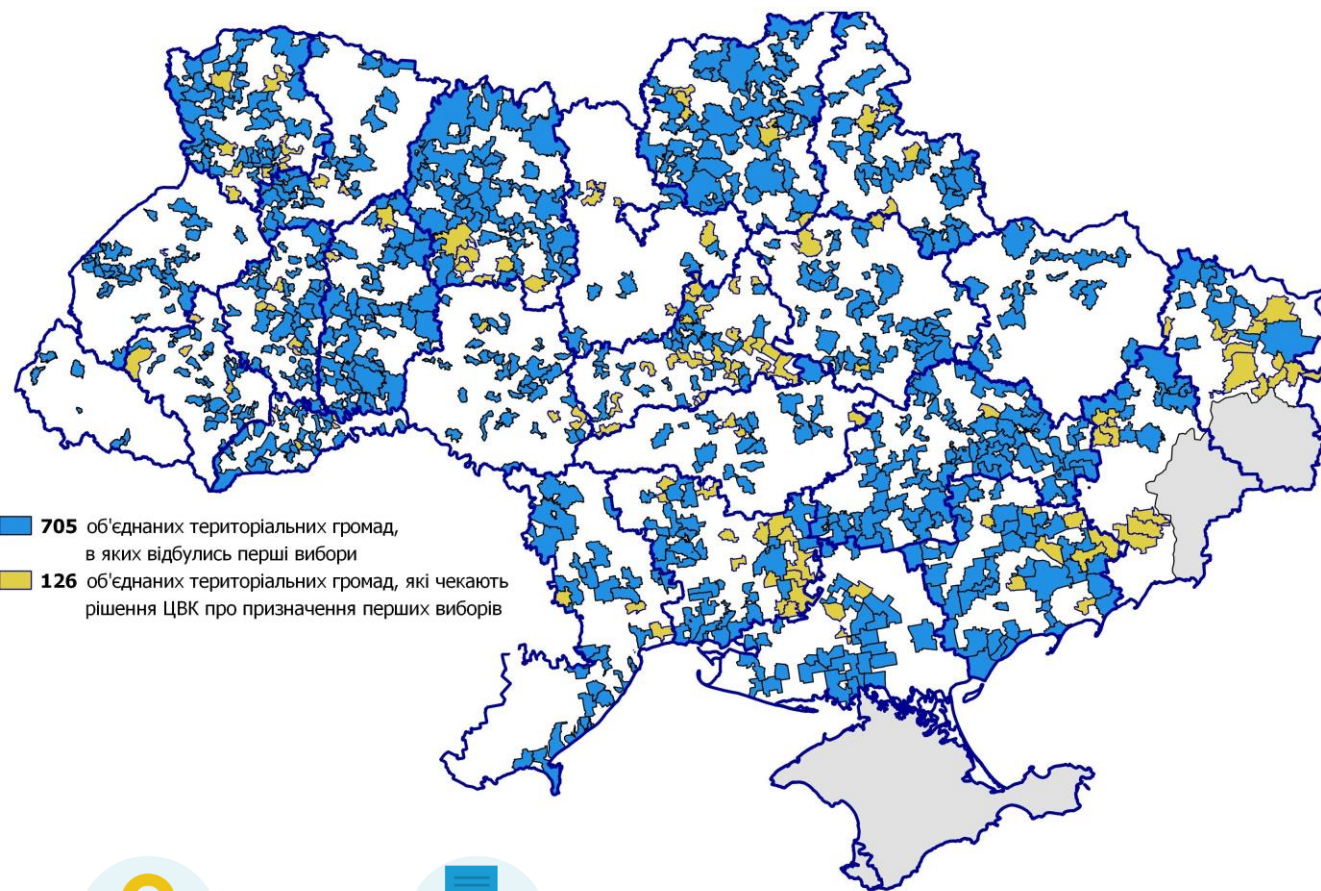 705 об'єднаних територіальних громад,
в яких відбулись перші вибори
126 об'єднаних територіальних громад, які чекають
рішення ЦВК про призначення перших виборів